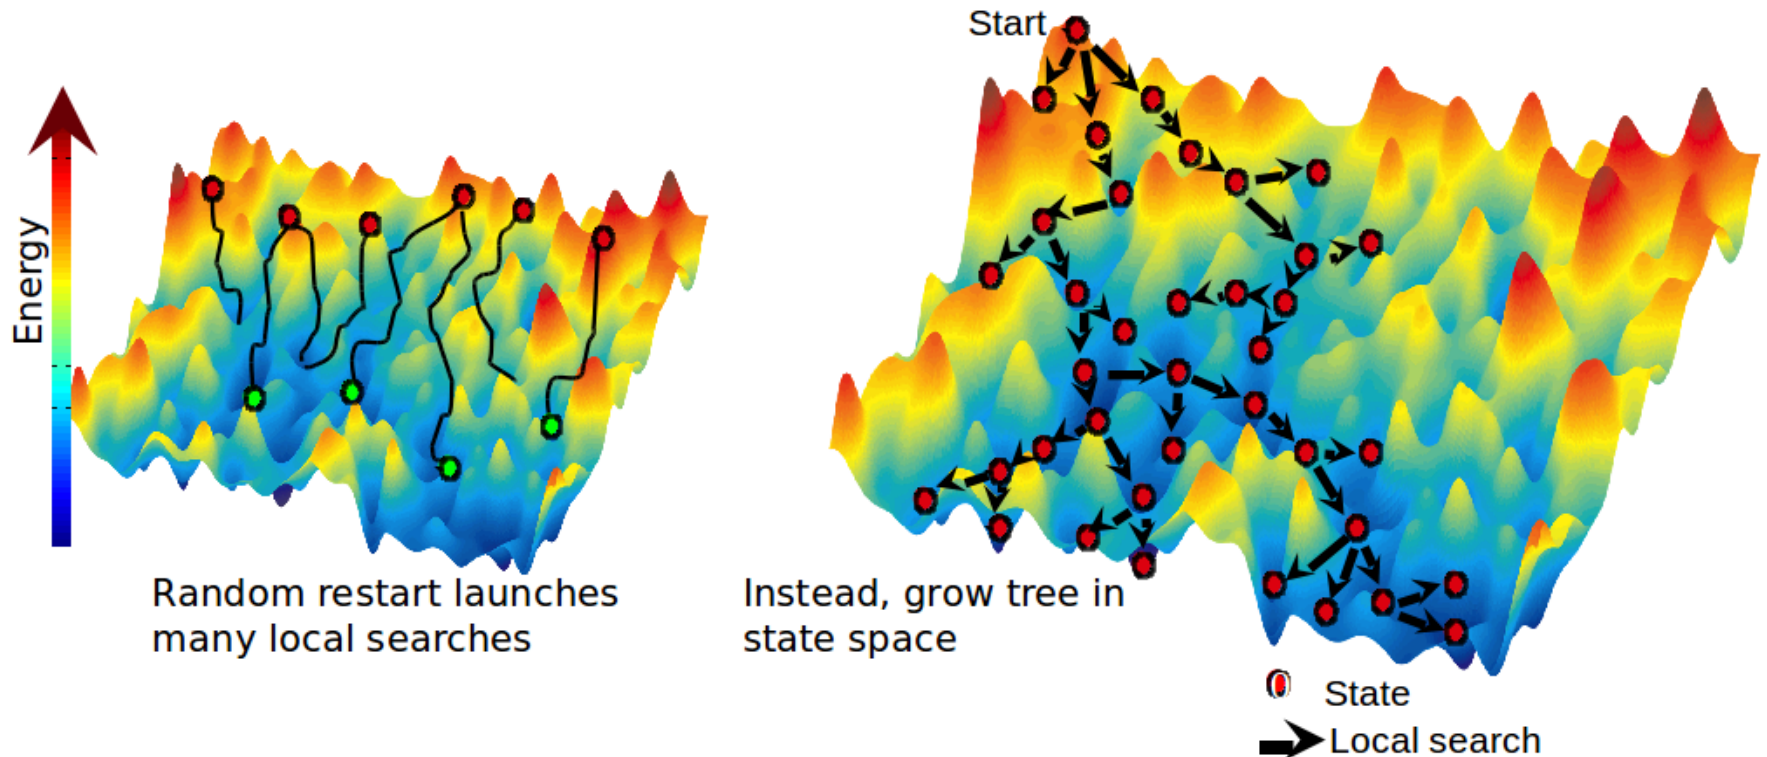 Energy
Random restart launches
many local searches
Start
Instead, grow tree in
state space
State
Local search